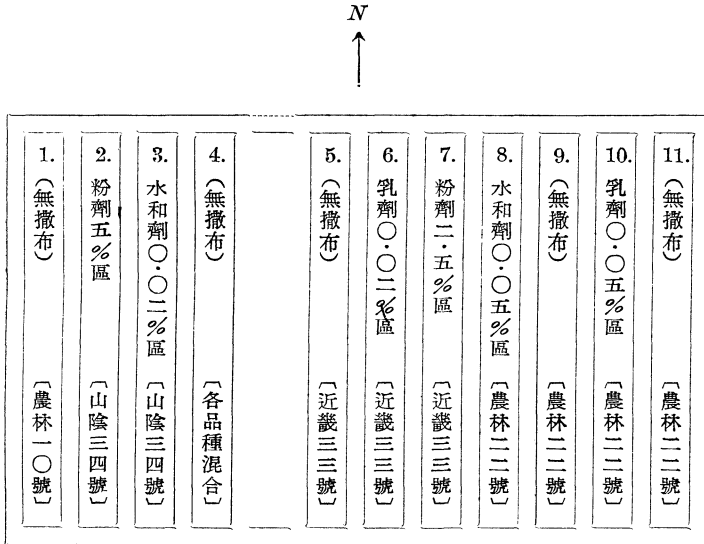 N
1. (無撒布) 〔農林一〇號〕
2. 粉劑五%區 〔山陰三四號〕
3. 水和劑〇・〇二%區 〔山陰三四號〕
4. (無撒布) 〔各品種混合〕
5. (無撒布) 〔近畿三三號〕
6. 乳劑〇・〇二%區 〔近畿三三號〕
7. 粉劑二・五%區 〔近畿三三號〕
8. 水和劑〇・〇五%區 〔農林二二號〕
9. (無撒布) 〔農林二二號〕
10. 乳劑〇・〇五%區 〔農林二二號〕
11. (無撒布) 〔農林二二號〕